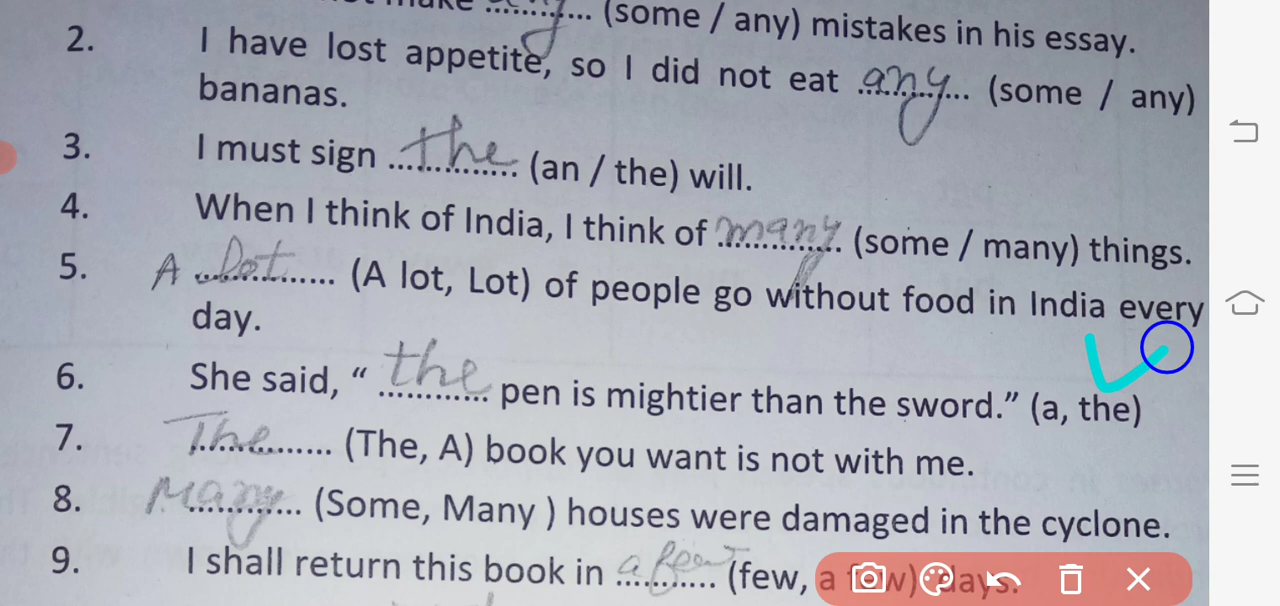 (some / any) mistakes in his essay.
2. I have lost appetite, so I did not eat any (some / any)
bananas.
3. I must sign the (an / the) will.
4. When I think of India, I think of many (some / many) things.
5. A Lot (A lot, Lot) of people go without food in India every
day.
6. She said, “ the pen is mightier than the sword.” (a, the)
7. The (The, A) book you want is not with me.
8. Many (Some, Many ) houses were damaged in the cyclone.
9. I shall return this book in a few (few, a few) days.